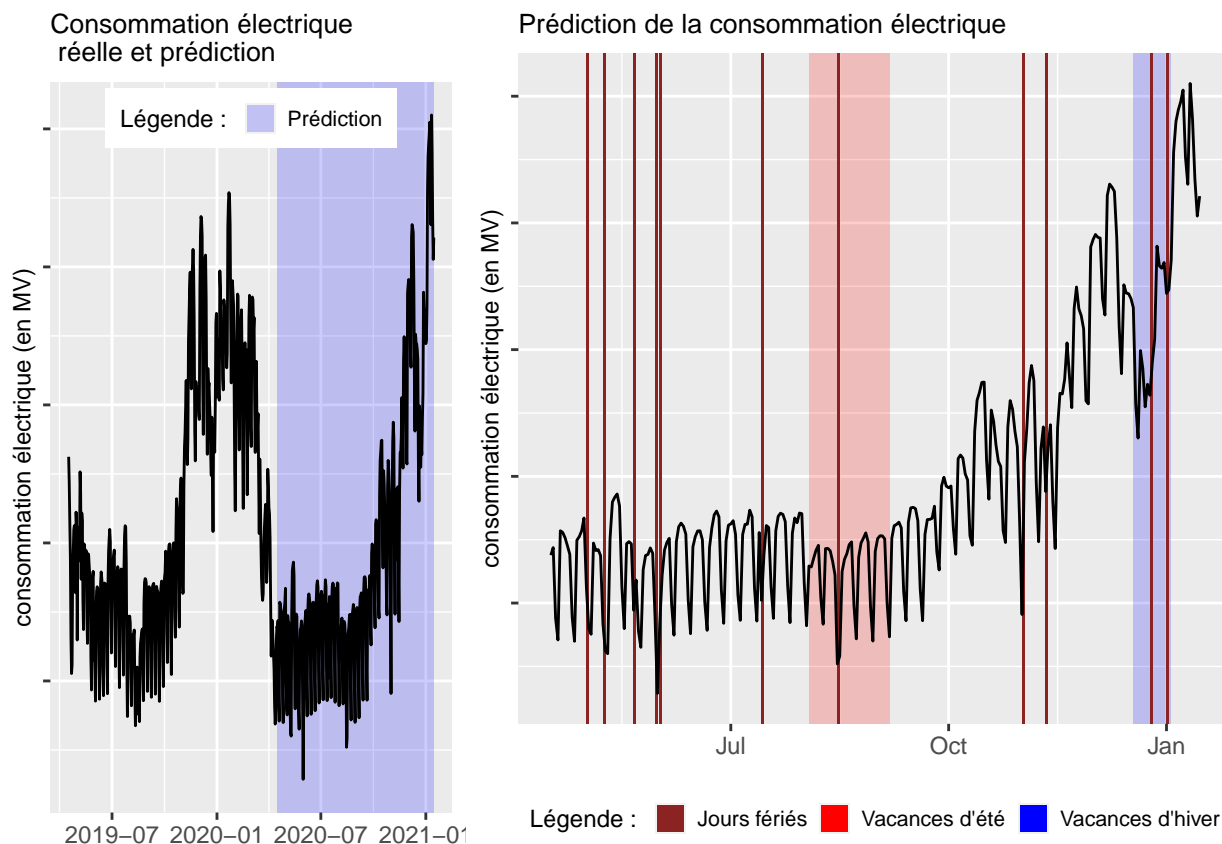 Consommation électrique
réelle et prédiction
Légende :
Prédiction
consommation électrique (en MV)
2019−07
2020−01
2020−07
2021−01
Prédiction de la consommation électrique
consommation électrique (en MV)
Jul
Oct
Jan
Légende :
Jours fériés
Vacances d'été
Vacances d'hiver